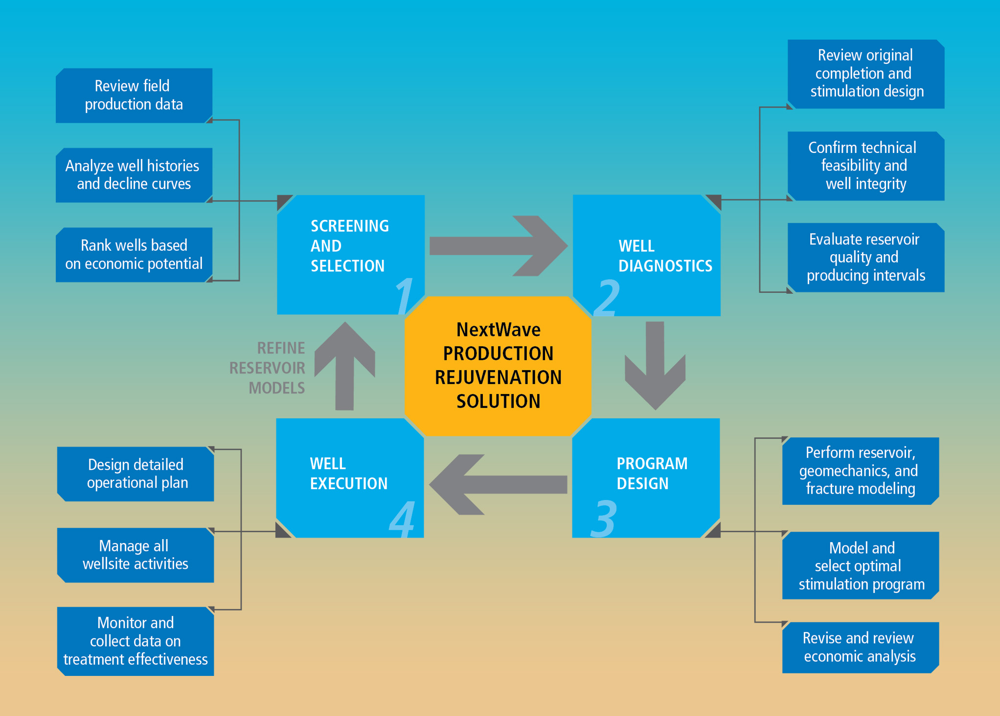 Review field
production data
Analyze well histories
and decline curves
Rank wells based
on economic potential
SCREENING
AND
SELECTION
1
WELL
DIAGNOSTICS
2
Review original
completion and
stimulation design
Confirm technical
feasibility and
well integrity
Evaluate reservoir
quality and
producing intervals
NextWave
PRODUCTION
REJUVENATION
SOLUTION
REFINE
RESERVOIR
MODELS
PROGRAM
DESIGN
3
Perform reservoir,
geomechanics, and
fracture modeling
Model and
select optimal
stimulation program
Revise and review
economic analysis
WELL
EXECUTION
4
Design detailed
operational plan
Manage all
wellsite activities
Monitor and
collect data on
treatment effectiveness